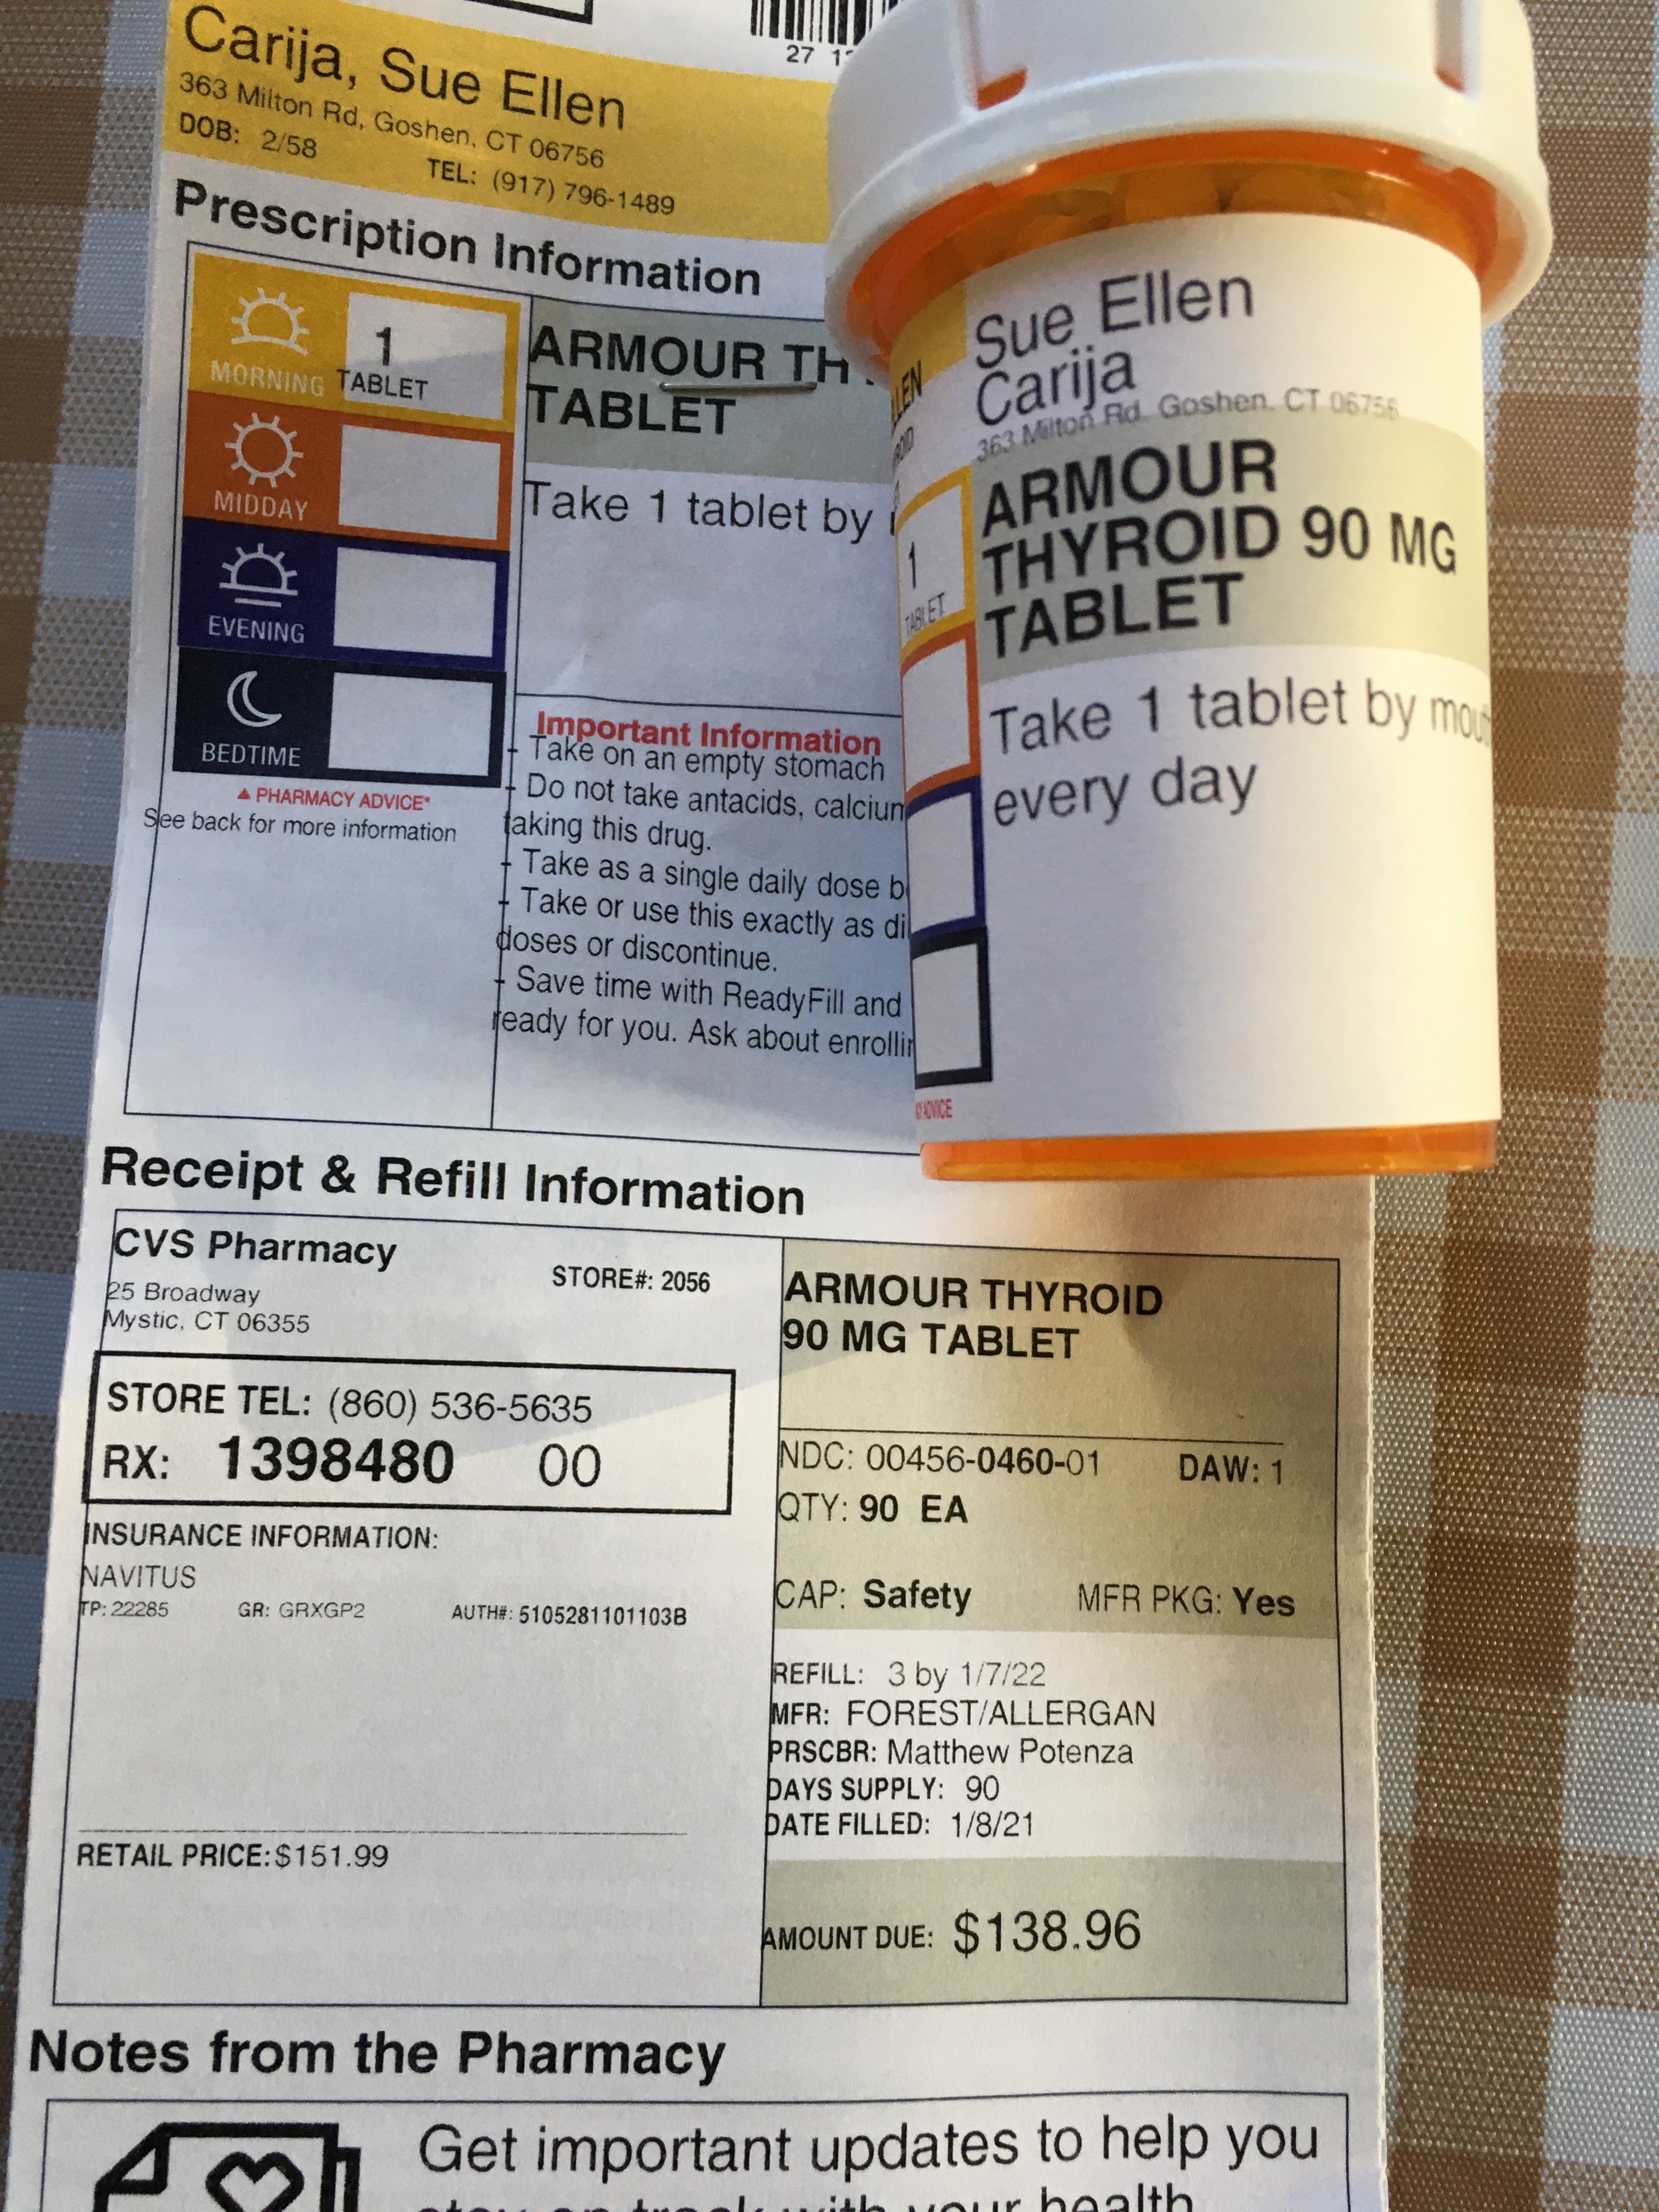 Carija, Sue Ellen
363 Milton Rd, Goshen, CT 06756
DOB: 2/58 TEL: (917) 796-1489
27
Prescription Information
MORNING 1 TABLET
MIDDAY
EVENING
BEDTIME
▲ PHARMACY ADVICE*
See back for more information
ARMOUR TH
TABLET
Take 1 tablet by
Important Information
- Take on an empty stomach
- Do not take antacids, calcium
taking this drug.
- Take as a single daily dose
- Take or use this exactly as
doses or discontinue.
- Save time with ReadyFill and
ready for you. Ask about
Sue Ellen
Carija
363 Milton Rd. Goshen, CT 06756
ARMOUR
THYROID 90 MG
TABLET
Take 1 tablet by
every day
1
TABLET
ADVICE
Receipt & Refill Information
CVS Pharmacy STORE#: 2056
25 Broadway
Mystic, CT 06355
STORE TEL: (860) 536-5635
RX: 1398480 00
INSURANCE INFORMATION:
NAVITUS
TP: 22285 GR: GRXGP2 AUTH#: 5105281101103B
RETAIL PRICE: $151.99
ARMOUR THYROID
90 MG TABLET
NDC: 00456-0460-01 DAW: 1
QTY: 90 EA
CAP: Safety MFR PKG: Yes
REFILL: 3 by 1/7/22
MFR: FOREST/ALLERGAN
PRSCBR: Matthew Potenza
DAYS SUPPLY: 90
DATE FILLED: 1/8/21
AMOUNT DUE: $138.96
Notes from the Pharmacy
Get important updates to help you
stay on track with your health